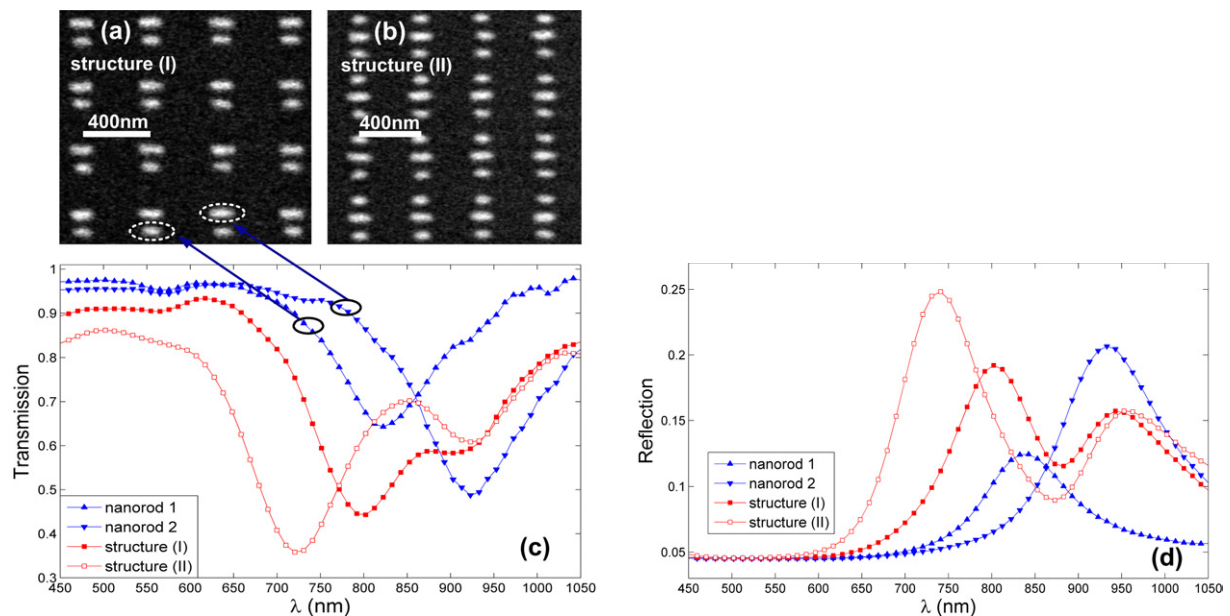 (a)
structure (I)
400nm
(b)
structure (II)
400nm
1
0.9
0.8
0.7
0.6
0.5
0.4
0.3
Transmission
nanorod 1
nanorod 2
structure (I)
structure (II)
(c)
450 500 550 600 650 700 750 800 850 900 950 1000 1050
λ (nm)
0.25
0.2
0.15
0.1
0.05
Reflection
nanorod 1
nanorod 2
structure (I)
structure (II)
(d)
450 500 550 600 650 700 750 800 850 900 950 1000 1050
λ (nm)